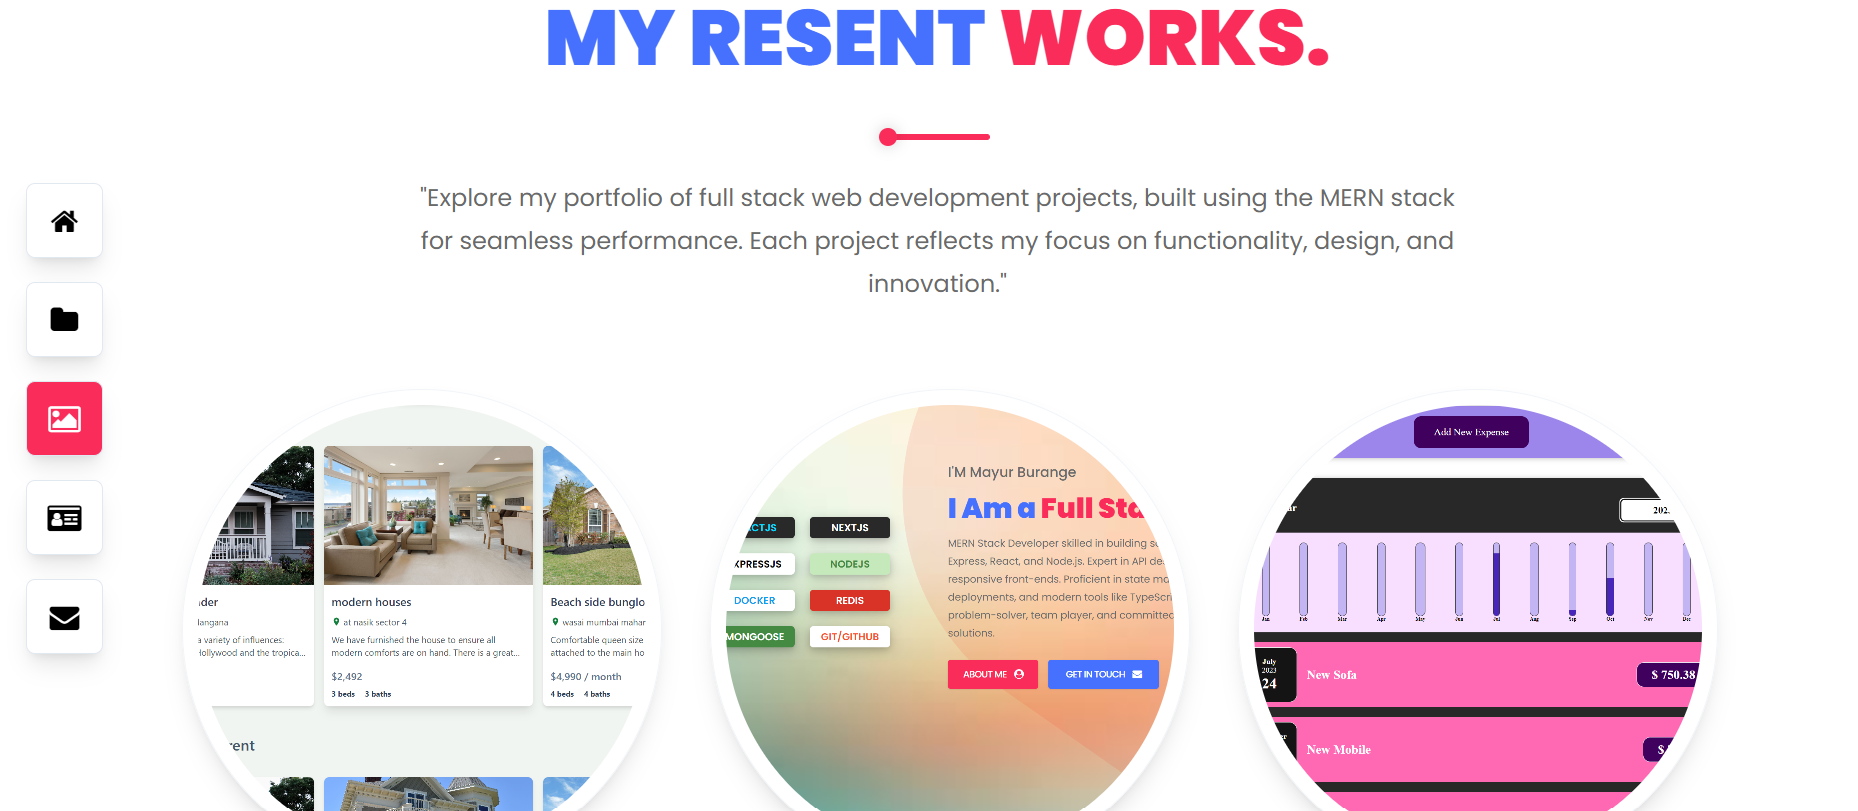 MY RESENT WORKS.
"Explore my portfolio of full stack web development projects, built using the MERN stack
for seamless performance. Each project reflects my focus on functionality, design, and
innovation."
modern houses
at nasik sector 4
We have furnished the house to ensure all
modern comforts are on hand. There is a great...
$2,492
3 beds 3 baths
a variety of influences:
Hollywood and the tropica...
Beach side bunglo
wasai mumbai mahar
Comfortable queen size
attached to the main ho
$4,990 / month
4 beds 4 baths
rent
I'M Mayur Burange
I Am a Full Sta
MERN Stack Developer skilled in building s
Express, React, and Node.js. Expert in API de
responsive front-ends. Proficient in state ma
deployments, and modern tools like TypeScr
problem-solver, team player, and committed
solutions.
ABOUT ME
GET IN TOUCH
CTJS
NEXTJS
XPRESSJS
NODEJS
DOCKER
REDIS
MONGOOSE
GIT/GITHUB
Add New Expense
ar
202.
Jan Feb Mar Apr May Jun Jul Aug Sep Oct Nov Dec
July
2023
24
New Sofa
$ 750.38
New Mobile
$